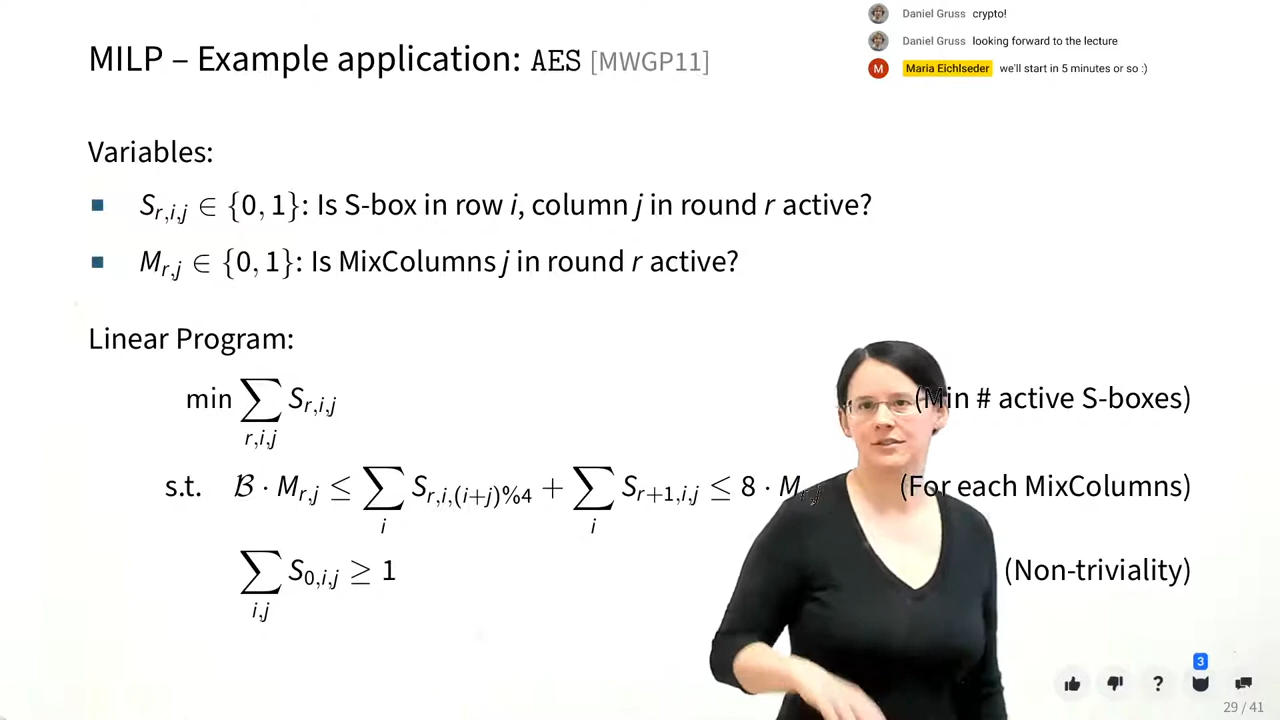 Daniel Gruss crypto!
Daniel Gruss looking forward to the lecture
M Maria Eichlseder we'll start in 5 minutes or so :)
MILP – Example application: AES [MWGP11]
Variables:
S_{r,i,j} ∈ {0, 1}: Is S-box in row i, column j in round r active?
M_{r,j} ∈ {0, 1}: Is MixColumns j in round r active?
Linear Program:
min ∑_{r,i,j} S_{r,i,j} (Min # active S-boxes)
s.t. ℬ · M_{r,j} ≤ ∑_i S_{r,i,(i+j)%4} + ∑_i S_{r+1,i,j} ≤ 8 · M_{r,j} (For each MixColumns)
∑_{i,j} S_{0,i,j} ≥ 1 (Non-triviality)
3
?
29 / 41